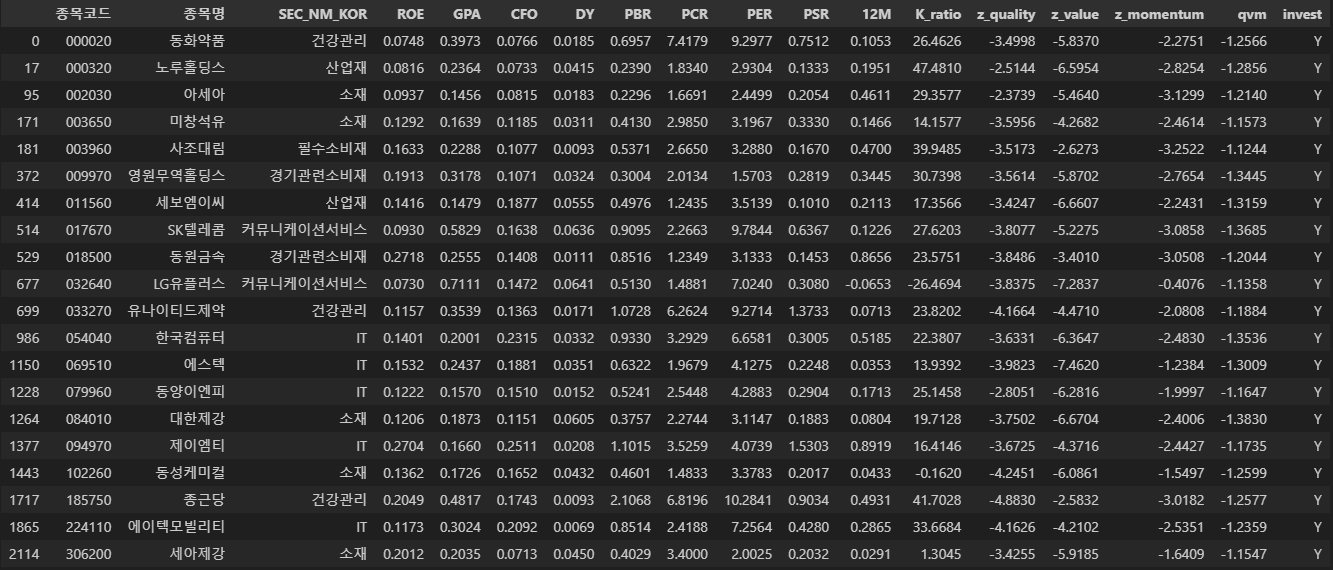 종목코드 종목명 SEC_NM_KOR ROE GPA CFO DY PBR PCR PER PSR 12M K_ratio z_quality z_value z_momentum qvm invest
0 000020 동화약품 건강관리 0.0748 0.3973 0.0766 0.0185 0.6957 7.4179 9.2977 0.7512 0.1053 26.4626 -3.4998 -5.8370 -2.2751 -1.2566 Y
17 000320 노루홀딩스 산업재 0.0816 0.2364 0.0733 0.0415 0.2390 1.8340 2.9304 0.1333 0.1951 47.4810 -2.5144 -6.5954 -2.8254 -1.2856 Y
95 002030 아세아 소재 0.0937 0.1456 0.0815 0.0183 0.2296 1.6691 2.4499 0.2054 0.4611 29.3577 -2.3739 -5.4640 -3.1299 -1.2140 Y
171 003650 미창석유 소재 0.1292 0.1639 0.1185 0.0311 0.4130 2.9850 3.1967 0.3330 0.1466 14.1577 -3.5956 -4.2682 -2.4614 -1.1573 Y
181 003960 사조대림 필수소비재 0.1633 0.2288 0.1077 0.0093 0.5371 2.6650 3.2880 0.1670 0.4700 39.9485 -3.5173 -2.6273 -3.2522 -1.1244 Y
372 009970 영원무역홀딩스 경기관련소비재 0.1913 0.3178 0.1071 0.0324 0.3004 2.0134 1.5703 0.2819 0.3445 30.7398 -3.5614 -5.8702 -2.7654 -1.3445 Y
414 011560 세보엠이씨 산업재 0.1416 0.1479 0.1877 0.0555 0.4976 1.2435 3.5139 0.1010 0.2113 17.3566 -3.4247 -6.6607 -2.2431 -1.3159 Y
514 017670 SK텔레콤 커뮤니케이션서비스 0.0930 0.5829 0.1638 0.0636 0.9095 2.2663 9.7844 0.6367 0.1226 27.6203 -3.8077 -5.2275 -3.0858 -1.3685 Y
529 018500 동원금속 경기관련소비재 0.2718 0.2555 0.1408 0.0111 0.8516 1.2349 3.1333 0.1453 0.8656 23.5751 -3.8486 -3.4010 -3.0508 -1.2044 Y
677 032640 LG유플러스 커뮤니케이션서비스 0.0730 0.7111 0.1472 0.0641 0.5130 1.4881 7.0240 0.3080 -0.0653 -26.4694 -3.8375 -7.2837 -0.4076 -1.1358 Y
699 033270 유나이티드제약 건강관리 0.1157 0.3539 0.1363 0.0171 1.0728 6.2624 9.2714 1.3733 0.0713 23.8202 -4.1664 -4.4710 -2.0808 -1.1884 Y
986 054040 한국컴퓨터 IT 0.1401 0.2001 0.2315 0.0332 0.9330 3.2929 6.6581 0.3005 0.5185 22.3807 -3.6331 -6.3647 -2.4830 -1.3536 Y
1150 069510 에스텍 IT 0.1532 0.2437 0.1881 0.0351 0.6322 1.9679 4.1275 0.2248 0.0353 13.9392 -3.9823 -7.4620 -1.2384 -1.3009 Y
1228 079960 동양이엔피 IT 0.1222 0.1570 0.1510 0.0152 0.5241 2.5448 4.2883 0.2904 0.1713 25.1458 -2.8051 -6.2816 -1.9997 -1.1647 Y
1264 084010 대한제강 소재 0.1206 0.1873 0.1151 0.0605 0.3757 2.2744 3.1147 0.1883 0.0804 19.7128 -3.7502 -6.6704 -2.4006 -1.3830 Y
1377 094970 제이엠티 IT 0.2704 0.1660 0.2511 0.0208 1.1015 3.5259 4.0739 1.5303 0.8919 16.4146 -3.6725 -4.3716 -2.4427 -1.1735 Y
1443 102260 동성케미컬 소재 0.1362 0.1726 0.1652 0.0432 0.4601 1.4833 3.3783 0.2017 0.0433 -0.1620 -4.2451 -6.0861 -1.5497 -1.2599 Y
1717 185750 종근당 건강관리 0.2049 0.4817 0.1743 0.0093 2.1068 6.8196 10.2841 0.9034 0.4931 41.7028 -4.8830 -2.5832 -3.0182 -1.2577 Y
1865 224110 에이텍모빌리티 IT 0.1173 0.3024 0.2092 0.0069 0.8514 2.4188 7.2564 0.4280 0.2865 33.6684 -4.1626 -4.2102 -2.5351 -1.2359 Y
2114 306200 세아제강 소재 0.2012 0.2035 0.0713 0.0450 0.4029 3.4000 2.0025 0.2032 0.0291 1.3045 -3.4255 -5.9185 -1.6409 -1.1547 Y